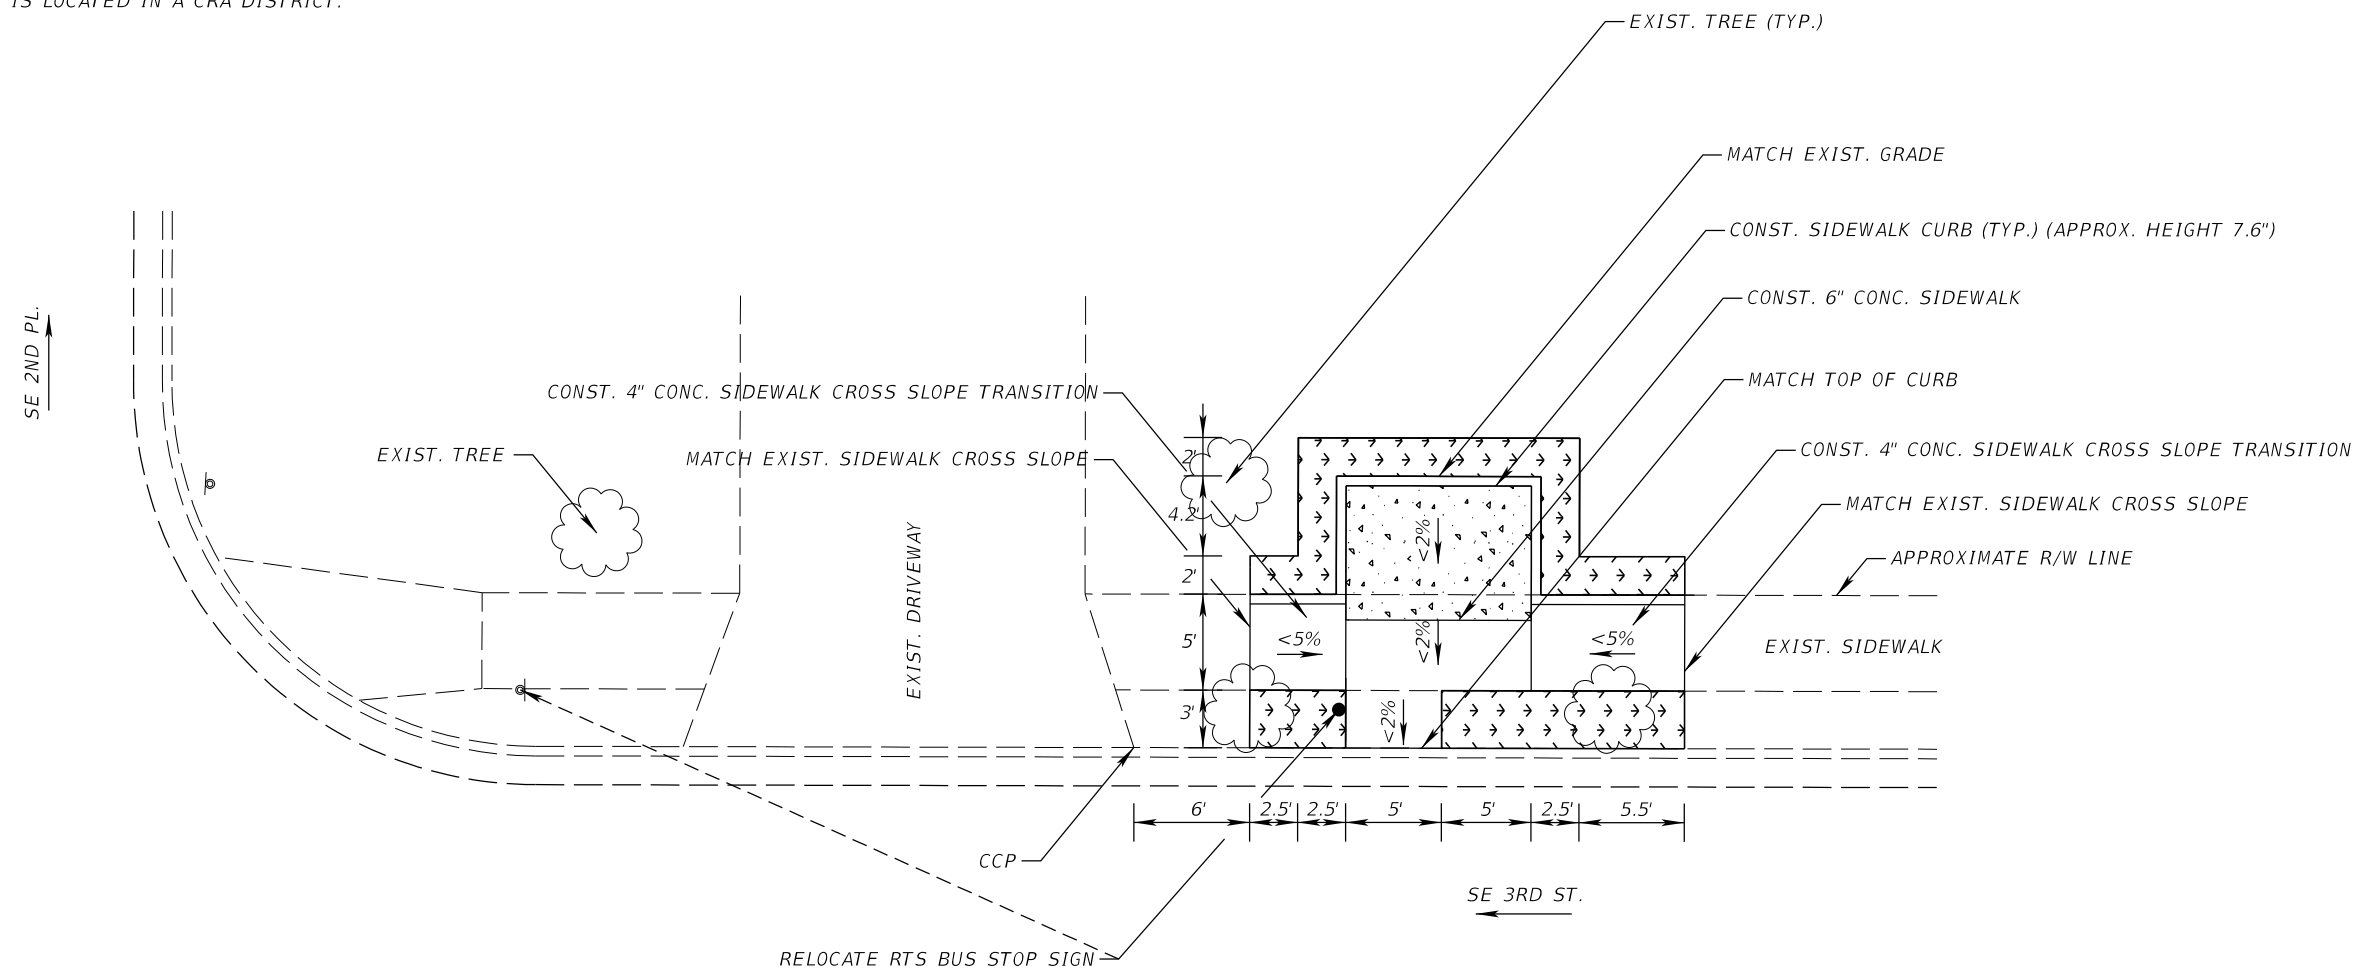 IS LOCATED IN A CRA DISTRICT.
EXIST. TREE (TYP.)
MATCH EXIST. GRADE
CONST. SIDEWALK CURB (TYP.) (APPROX. HEIGHT 7.6")
CONST. 6" CONC. SIDEWALK
MATCH TOP OF CURB
CONST. 4" CONC. SIDEWALK CROSS SLOPE TRANSITION
MATCH EXIST. SIDEWALK CROSS SLOPE
APPROXIMATE R/W LINE
EXIST. SIDEWALK
SE 2ND PL.
CONST. 4" CONC. SIDEWALK CROSS SLOPE TRANSITION
EXIST. TREE
MATCH EXIST. SIDEWALK CROSS SLOPE
EXIST. DRIVEWAY
2'
4.2'
2'
5'
3'
<2%
<2%
<2%
<5%
<5%
6'
2.5'
2.5'
5'
5'
2.5'
5.5'
CCP
SE 3RD ST.
RELOCATE RTS BUS STOP SIGN